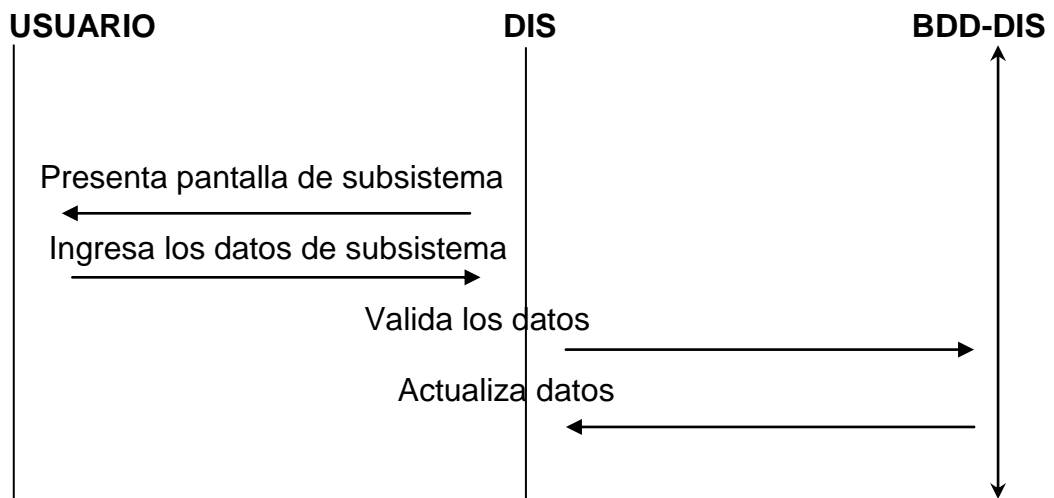 USUARIO DIS BDD-DIS
Presenta pantalla de subsistema
Ingresa los datos de subsistema
Valida los datos
Actualiza datos